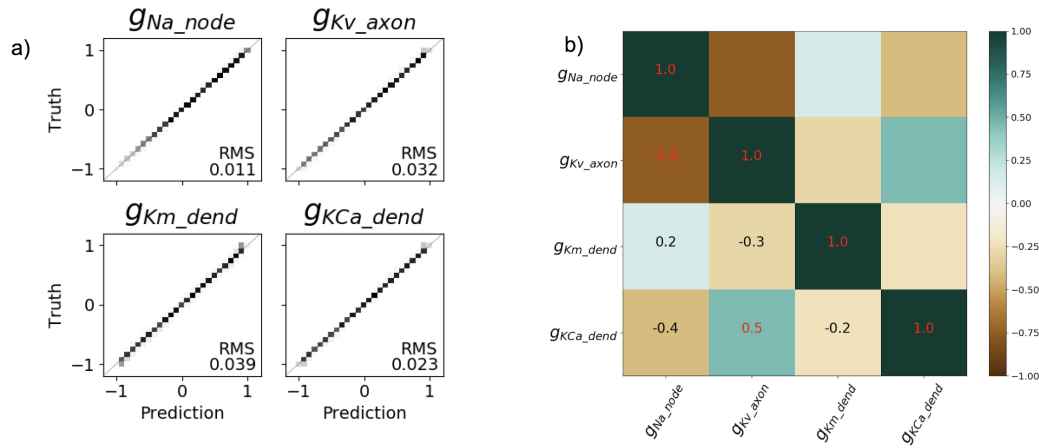 a)
g_Na_node
g_Kv_axon
Truth
1
0
−1
RMS
0.011
RMS
0.032
g_Km_dend
g_KCa_dend
Truth
1
0
−1
RMS
0.039
RMS
0.023
−1 0 1
−1 0 1
Prediction
Prediction
b)
g_Na_node
1.0
g_Kv_axon
-0.8 1.0
g_Km_dend
0.2 -0.3 1.0
g_KCa_dend
-0.4 0.5 -0.2 1.0
g_Na_node
g_Kv_axon
g_Km_dend
g_KCa_dend
1.00
0.75
0.50
0.25
0.00
−0.25
−0.50
−0.75
−1.00